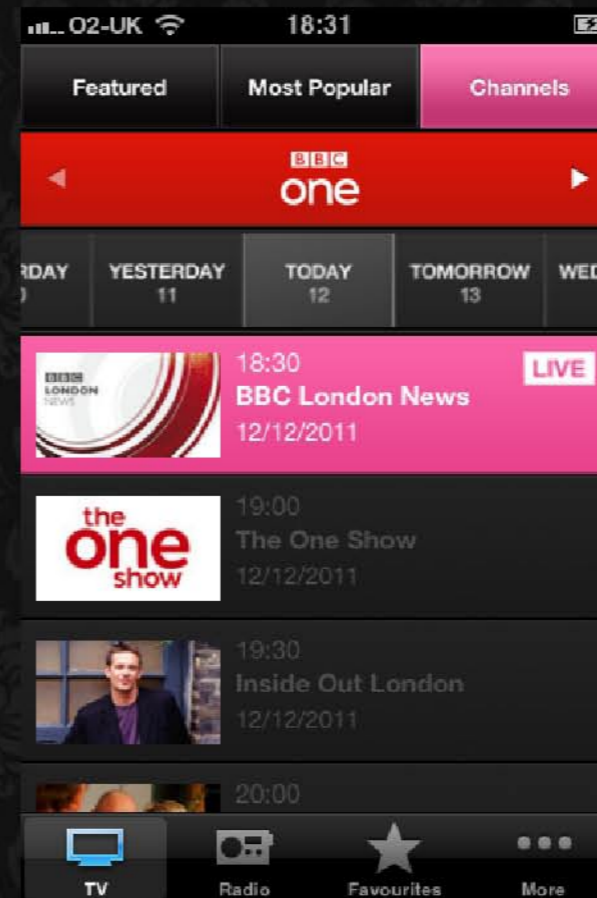 O2-UK 18:31
Featured Most Popular Channels
BBC
one
RDAY YESTERDAY TODAY TOMORROW WED
11 12 13
18:30 LIVE
BBC London News
12/12/2011
BBC
LONDON
NEWS
19:00
The One Show
12/12/2011
the
one
show
19:30
Inside Out London
12/12/2011
20:00
TV Radio Favourites More